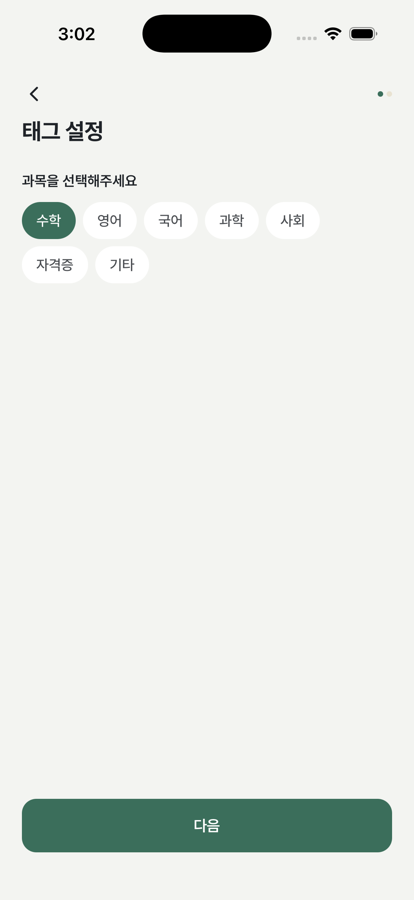 3:02
태그 설정
과목을 선택해주세요
수학 영어 국어 과학 사회
자격증 기타
다음